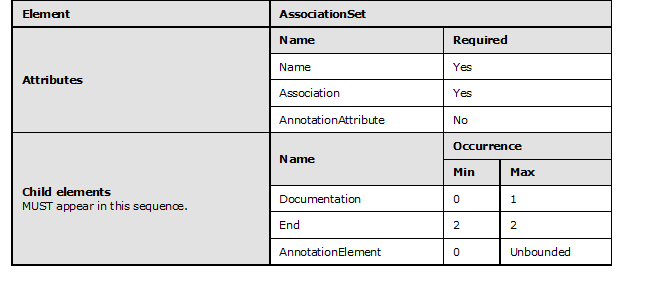 Element AssociationSet
Attributes
Name Required
Name Yes
Association Yes
AnnotationAttribute No
Child elements
MUST appear in this sequence.
Name
Occurrence
Min Max
Documentation 0 1
End 2 2
AnnotationElement 0 Unbounded